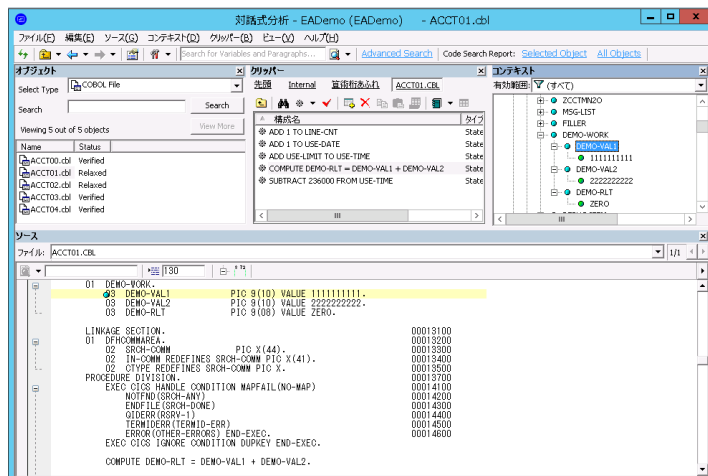 対話式分析 - EADemo (EADemo) - ACCT01.cbl
ファイル(F) 編集(E) ソース(G) コンテキスト(D) クリッパー(B) ビュー(V) ヘルプ(H)
Search for Variables and Paragraphs... Advanced Search Code Search Report: Selected Object All Objects
オブジェクト
Select Type COBOL File
Search Search
Viewing 5 out of 5 objects View More
Name Status
ACCT00.cbl Verified
ACCT01.cbl Relaxed
ACCT02.cbl Relaxed
ACCT03.cbl Verified
ACCT04.cbl Verified
クリッパー
先頭 Internal 算術桁あふれ ACCT01.CBL
構成名 タイプ
ADD 1 TO LINE-CNT State
ADD 1 TO USE-DATE State
ADD USE-LIMIT TO USE-TIME State
COMPUTE DEMO-RLT = DEMO-VAL1 + DEMO-VAL2 State
SUBTRACT 236000 FROM USE-TIME State
コンテキスト
有効範囲: (すべて)
ZCCTMN2O
MSG-LIST
FILLER
DEMO-WORK
DEMO-VAL1
1111111111
DEMO-VAL2
2222222222
DEMO-RLT
ZERO
ソース
ファイル: ACCT01.CBL 1/1
130
01 DEMO-WORK.
03 DEMO-VAL1 PIC 9(10) VALUE 1111111111.
03 DEMO-VAL2 PIC 9(10) VALUE 2222222222.
03 DEMO-RLT PIC 9(08) VALUE ZERO.
LINKAGE SECTION. 00013100
01 DFHCOMMAREA. 00013200
02 SRCH-COMM PIC X(44). 00013300
02 IN-COMM REDEFINES SRCH-COMM PIC X(41). 00013400
02 CTYPE REDEFINES SRCH-COMM PIC X. 00013500
PROCEDURE DIVISION. 00013700
EXEC CICS HANDLE CONDITION MAPFAIL(NO-MAP) 00014100
NOTFND(SRCH-ANY) 00014200
ENDFILE(SRCH-DONE) 00014300
QIDERR(RSRV-1) 00014400
TERMIDERR(TERMID-ERR) 00014500
ERROR(OTHER-ERRORS) END-EXEC. 00014600
EXEC CICS IGNORE CONDITION DUPKEY END-EXEC.
COMPUTE DEMO-RLT = DEMO-VAL1 + DEMO-VAL2.